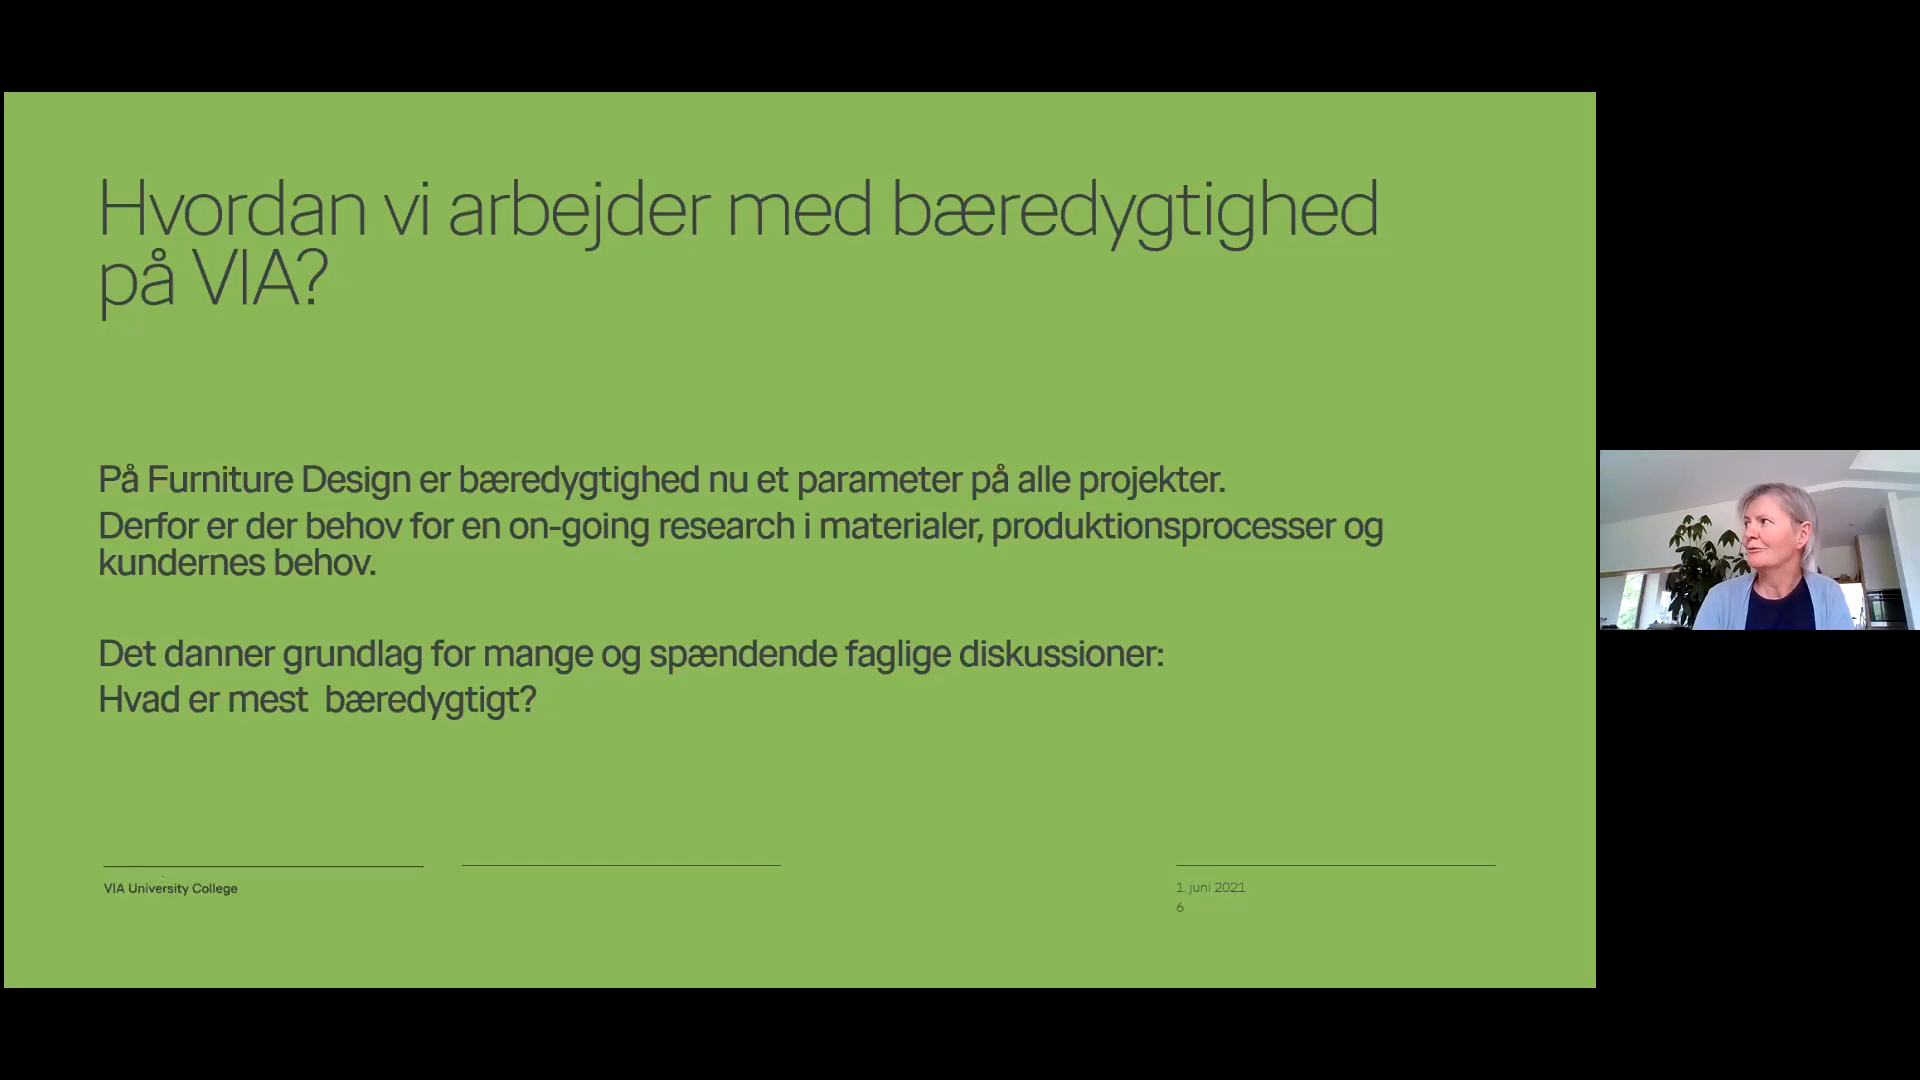 Hvordan vi arbejder med bæredygtighed
på VIA?
På Furniture Design er bæredygtighed nu et parameter på alle projekter.
Derfor er der behov for en on-going research i materialer, produktionsprocesser og
kundernes behov.
Det danner grundlag for mange og spændende faglige diskussioner:
Hvad er mest  bæredygtigt?
VIA University College
1. juni 2021
6